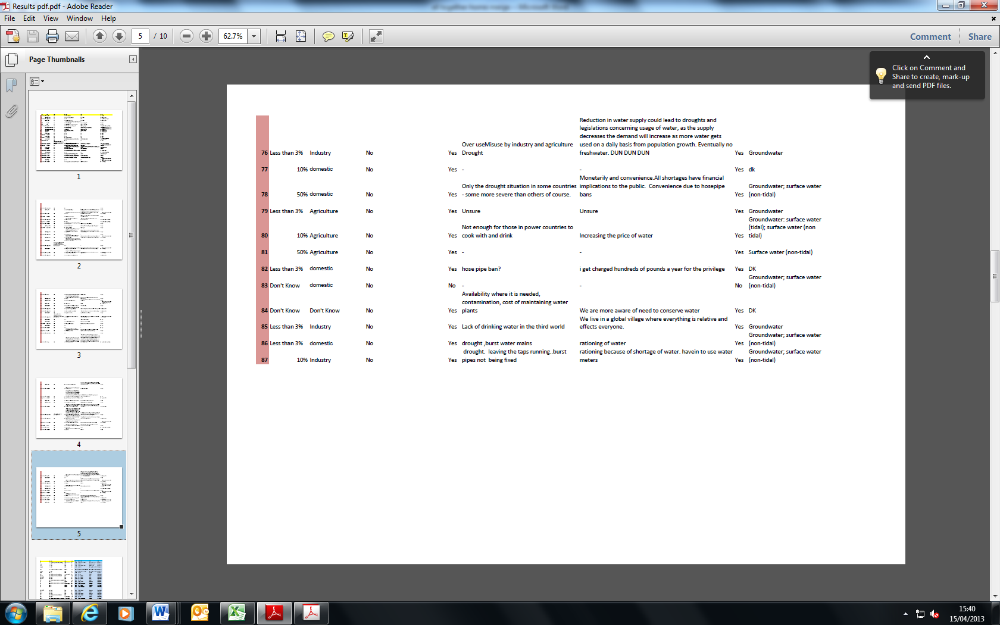 Results pdf.pdf - Adobe Reader
File Edit View Window Help
5 / 10 62.7% Comment Share
Page Thumbnails
Click on Comment and
Share to create, mark-up
and send PDF files.
1
2
3
4
5
Reduction in water supply could lead to droughts and
legislations concerning usage of water, as the supply
decreases the demand will increase as more water gets
Over useMisuse by industry and agriculture used on a daily basis from population growth. Eventually no
76 Less than 3% Industry No Yes Drought freshwater. DUN DUN DUN Yes Groundwater
77 10% domestic No Yes - - Yes dk
Monetarily and convenience.All shortages have financial
Only the drought situation in some countries implications to the public. Convenience due to hosepipe Groundwater; surface water
78 50% domestic No Yes - some more severe than others of course. bans Yes (non-tidal)
79 Less than 3% Agriculture No Yes Unsure Unsure Yes Groundwater
Groundwater: surface water
Not enough for those in power countries to (tidal); surface water (non
80 10% Agriculture No Yes cook with and drink Increasing the price of water Yes tidal)
81 50% Agriculture No Yes - - Yes Surface water (non-tidal)
82 Less than 3% domestic No Yes hose pipe ban? i get charged hundreds of pounds a year for the privilege Yes DK
Groundwater; surface water
83 Don't Know domestic No No - - No (non-tidal)
Availability where it is needed,
contamination, cost of maintaining water
84 Don't Know Don't Know No Yes plants We are more aware of need to conserve water Yes DK
We live in a global village where everything is relative and
85 Less than 3% Industry No Yes Lack of drinking water in the third world effects everyone. Yes Groundwater
Groundwater; surface water
86 Less than 3% domestic No Yes drought ,burst water mains rationing of water Yes (non-tidal)
drought. leaving the taps running..burst rationing because of shortage of water. havein to use water Groundwater; surface water
87 10% Industry No Yes pipes not being fixed meters Yes (non-tidal)
15:40
15/04/2013